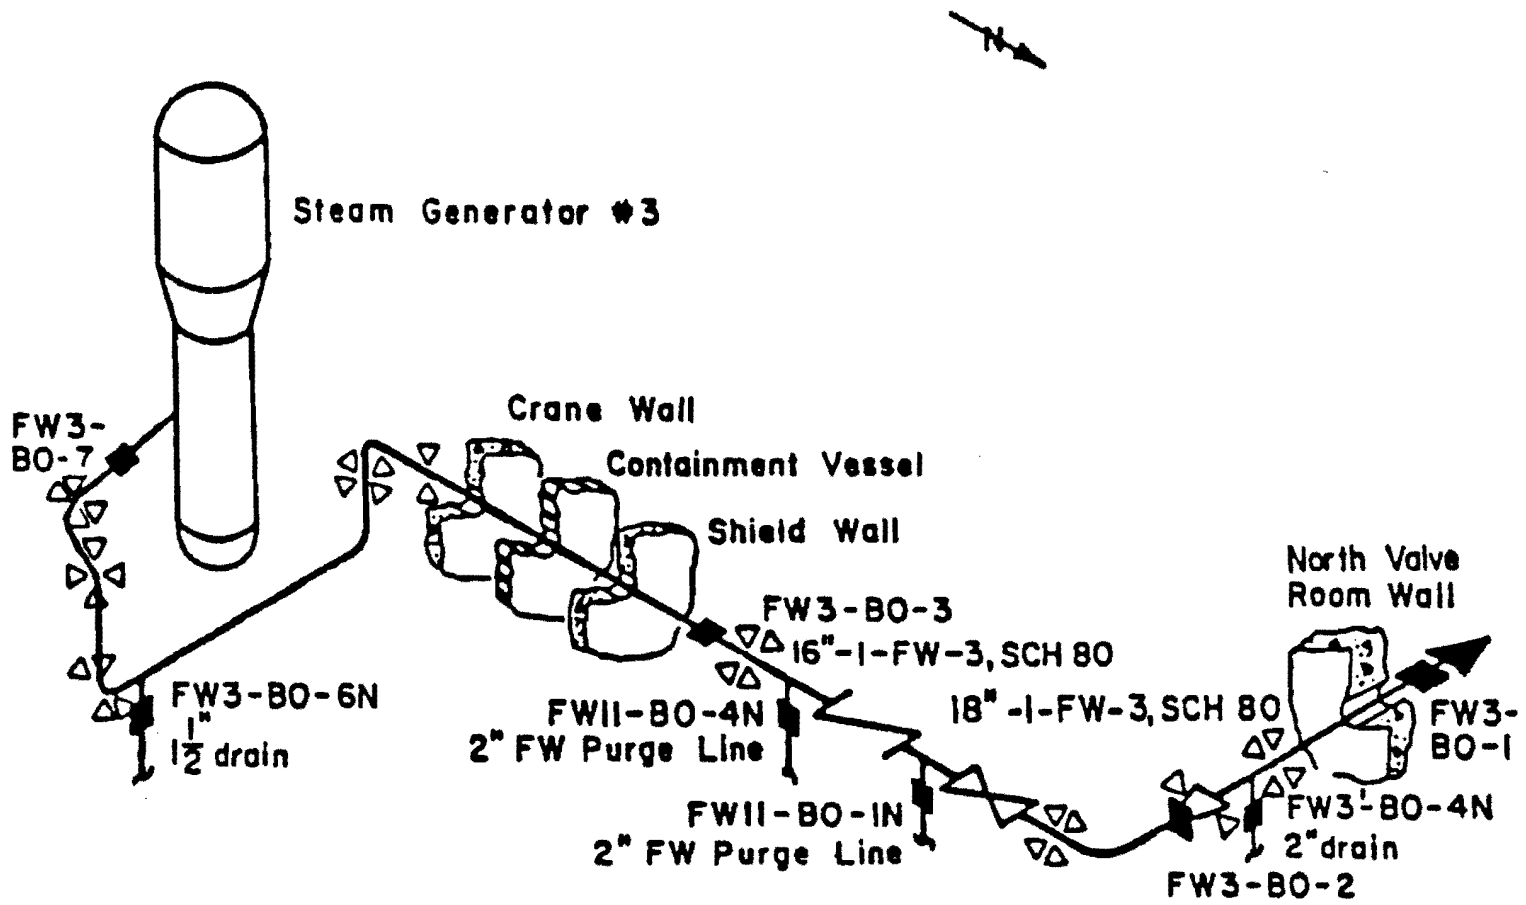 N
Steam Generator #3
Crane Wall
FW3-
BO-7
Containment Vessel
Shield Wall
North Valve
Room Wall
FW3-BO-3
16"-1-FW-3, SCH 80
FW3-BO-6N
1 1/2" drain
FW11-BO-4N
2" FW Purge Line
18"-1-FW-3, SCH 80
FW3-
BO-1
FW11-BO-1N
2" FW Purge Line
FW3-BO-4N
2" drain
FW3-BO-2